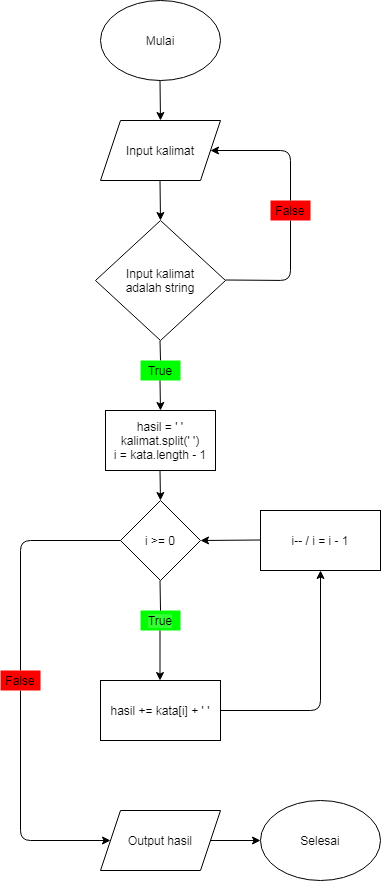 Mulai
Input kalimat
False
Input kalimat
adalah string
True
hasil = ' '
kalimat.split(' ')
i = kata.length - 1
i >= 0
i-- / i = i - 1
True
False
hasil += kata[i] + ' '
Output hasil
Selesai